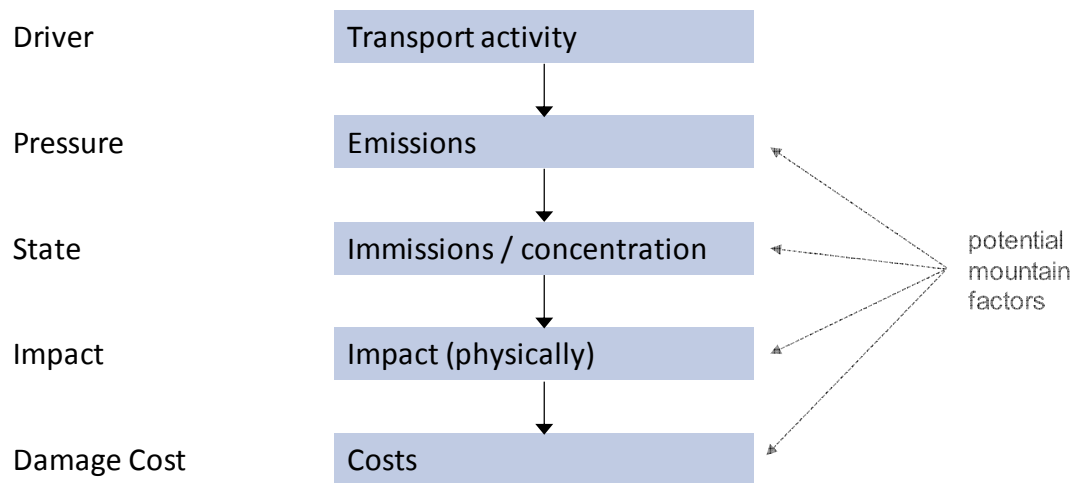 Driver
Transport activity
Pressure
Emissions
State
Immissions / concentration
potential
mountain
factors
Impact
Impact (physically)
Damage Cost
Costs